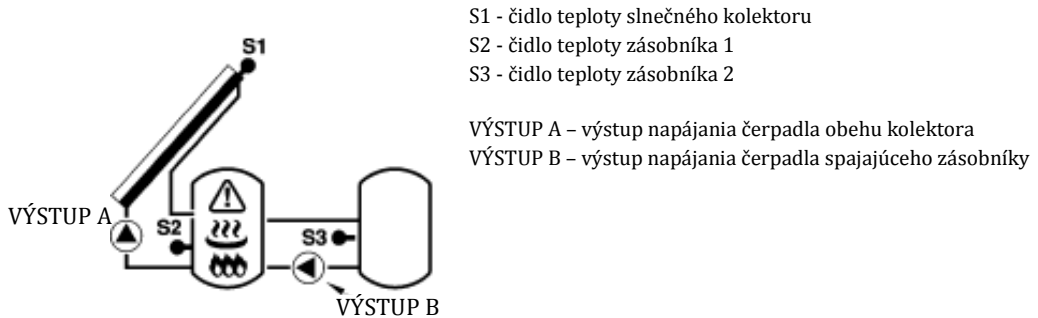 S1 - čidlo teploty slnečného kolektoru
S2 - čidlo teploty zásobníka 1
S3 - čidlo teploty zásobníka 2
VÝSTUP A – výstup napájania čerpadla obehu kolektora
VÝSTUP B – výstup napájania čerpadla spajajúceho zásobníky
S1
VÝSTUP A
S2
S3
VÝSTUP B